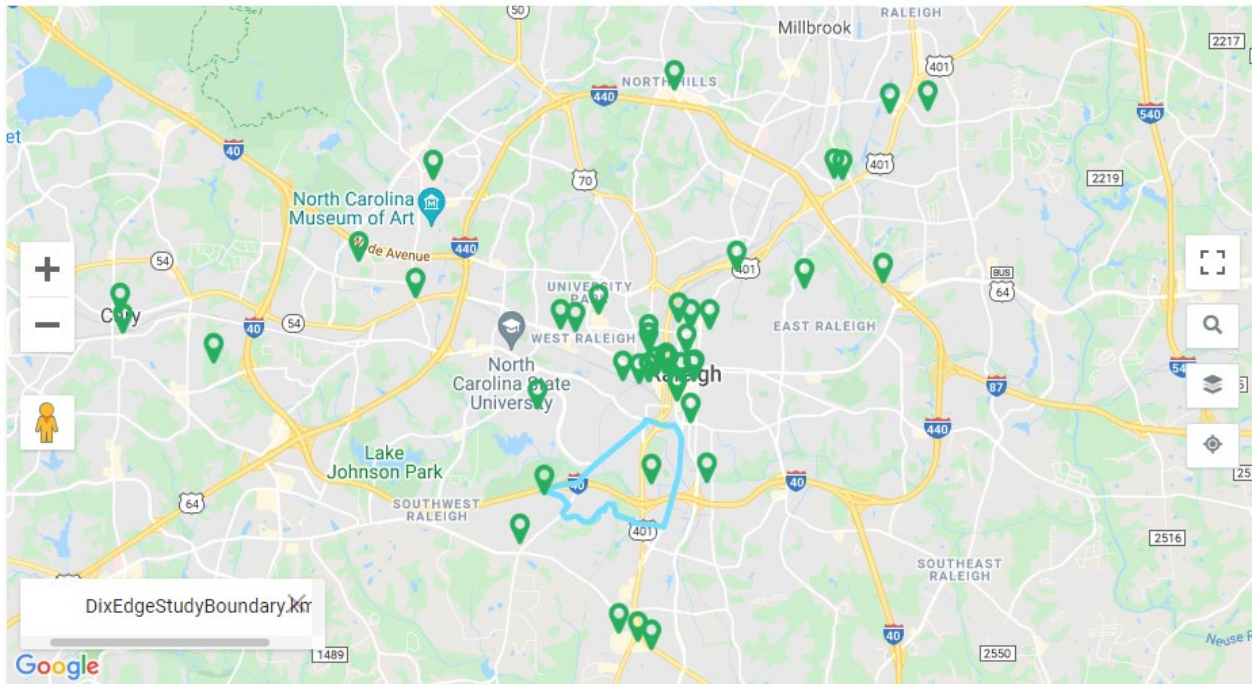 50
RALEIGH
Millbrook
401
2217
NORTH HILLS
440
540
et
40
401
70
2219
North Carolina
Museum of Art
Wade Avenue
440
54
401
BUS
64
UNIVERSITY
PARK
Cary
40
54
WEST RALEIGH
EAST RALEIGH
North
Carolina State
University
Raleigh
87
440
Lake
Johnson Park
64
SOUTHWEST
RALEIGH
40
40
401
2516
SOUTHEAST
RALEIGH
DixEdgeStudyBoundary.km
1489
40
2550
Neuse R
Google